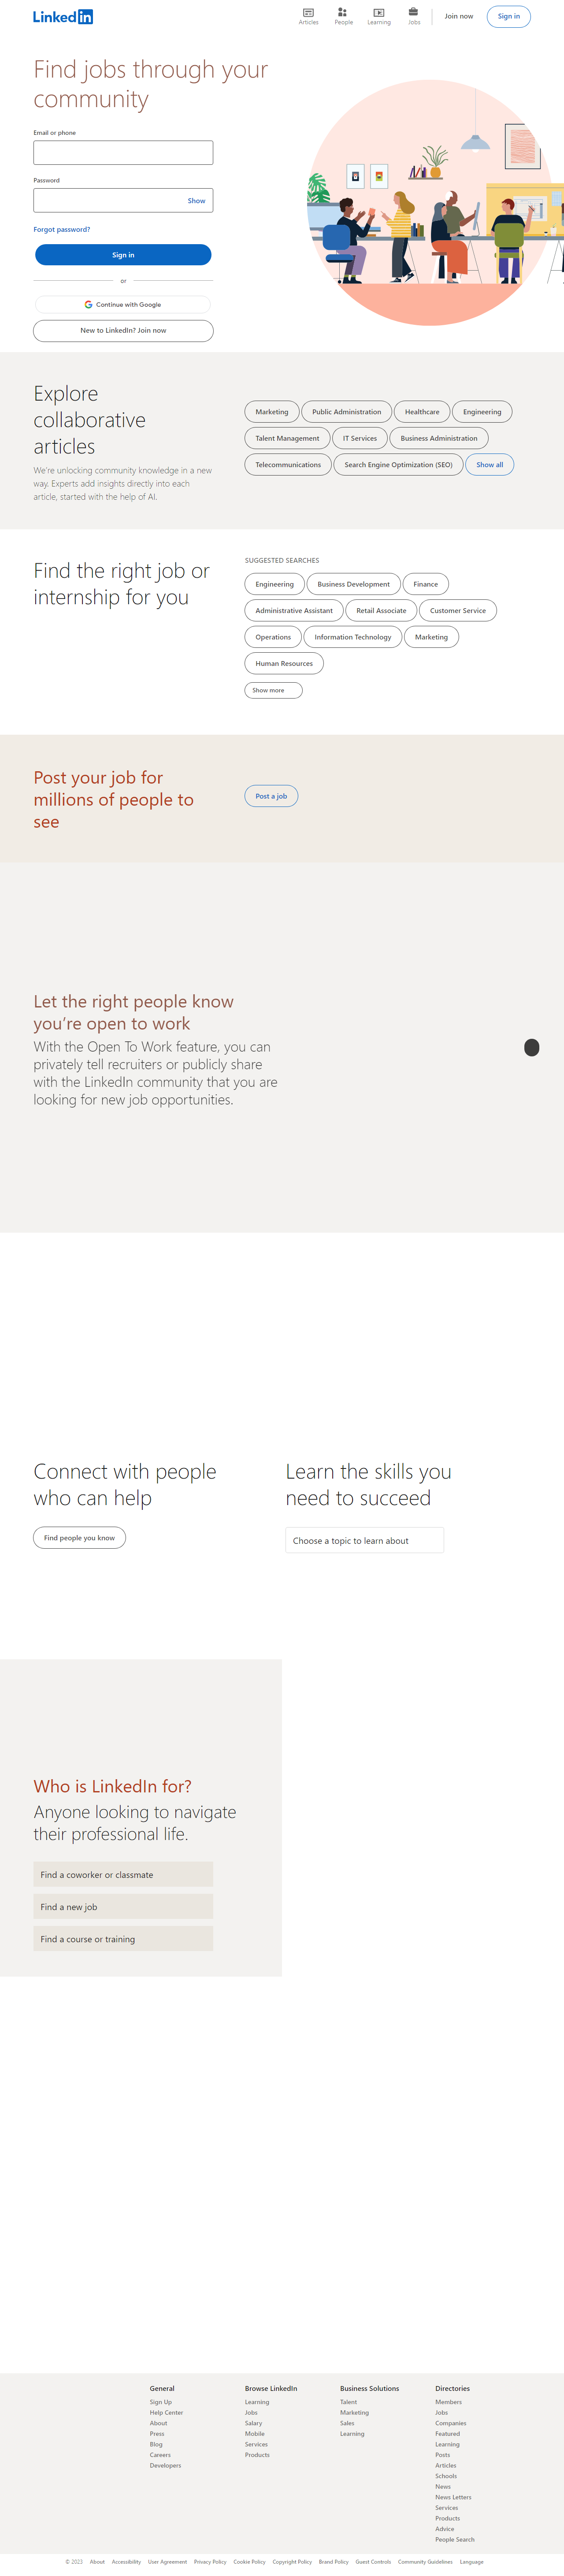 LinkedIn
Articles
People
Learning
Jobs
Join now
Sign in
Find jobs through your
community
Email or phone
Password
Show
Forgot password?
Sign in
or
Continue with Google
New to LinkedIn? Join now
Explore
collaborative
articles
We're unlocking community knowledge in a new
way. Experts add insights directly into each
article, started with the help of AI.
Marketing
Public Administration
Healthcare
Engineering
Talent Management
IT Services
Business Administration
Telecommunications
Search Engine Optimization (SEO)
Show all
Find the right job or
internship for you
SUGGESTED SEARCHES
Engineering
Business Development
Finance
Administrative Assistant
Retail Associate
Customer Service
Operations
Information Technology
Marketing
Human Resources
Show more
Post your job for
millions of people to
see
Post a job
Let the right people know
you're open to work
With the Open To Work feature, you can
privately tell recruiters or publicly share
with the LinkedIn community that you are
looking for new job opportunities.
Connect with people
who can help
Find people you know
Learn the skills you
need to succeed
Choose a topic to learn about
Who is LinkedIn for?
Anyone looking to navigate
their professional life.
Find a coworker or classmate
Find a new job
Find a course or training
General
Sign Up
Help Center
About
Press
Blog
Careers
Developers
Browse LinkedIn
Learning
Jobs
Salary
Mobile
Services
Products
Business Solutions
Talent
Marketing
Sales
Learning
Directories
Members
Jobs
Companies
Featured
Learning
Posts
Articles
Schools
News
News Letters
Services
Products
Advice
People Search
© 2023 About Accessibility User Agreement Privacy Policy Cookie Policy Copyright Policy Brand Policy Guest Controls Community Guidelines Language